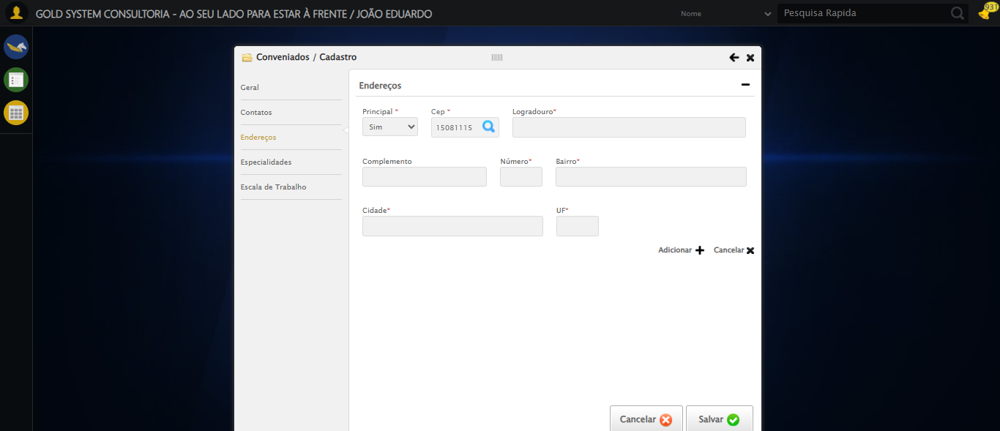 GOLD SYSTEM CONSULTORIA - AO SEU LADO PARA ESTAR À FRENTE / JOÃO EDUARDO
Nome
Pesquisa Rapida
931
Conveniados / Cadastro
Geral
Contatos
Endereços
Especialidades
Escala de Trabalho
Endereços
Principal * Cep * Logradouro*
Sim 15081115
Complemento Número* Bairro*
Cidade* UF*
Adicionar Cancelar
Cancelar Salvar